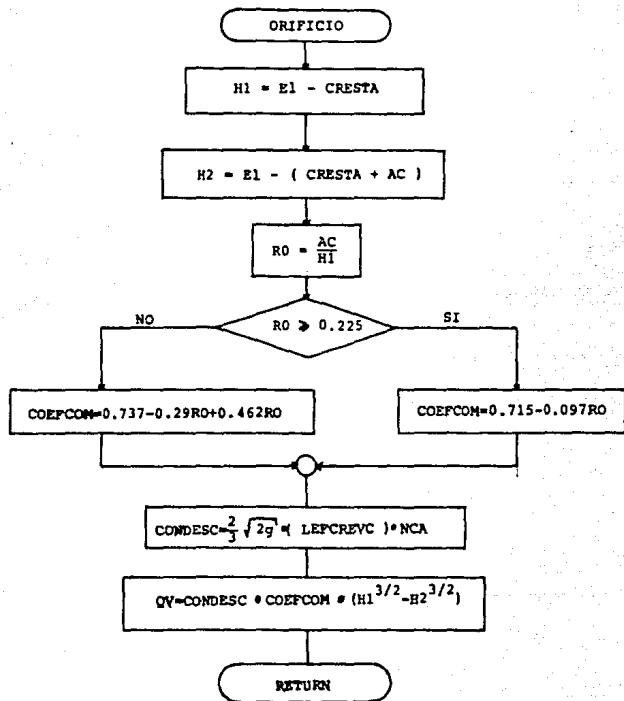 ORIFICIO
H1 = E1 - CRESTA
H2 = E1 - ( CRESTA + AC )
RO = AC/H1
NO
RO ⩾ 0.225
SI
COEFCOM=0.737-0.29RO+0.462RO
COEFCOM=0.715-0.097RO
CONDESC=2/3 √2g *( LEFCREVC )*NCA
QV=CONDESC * COEFCOM * (H1^3/2-H2^3/2)
RETURN